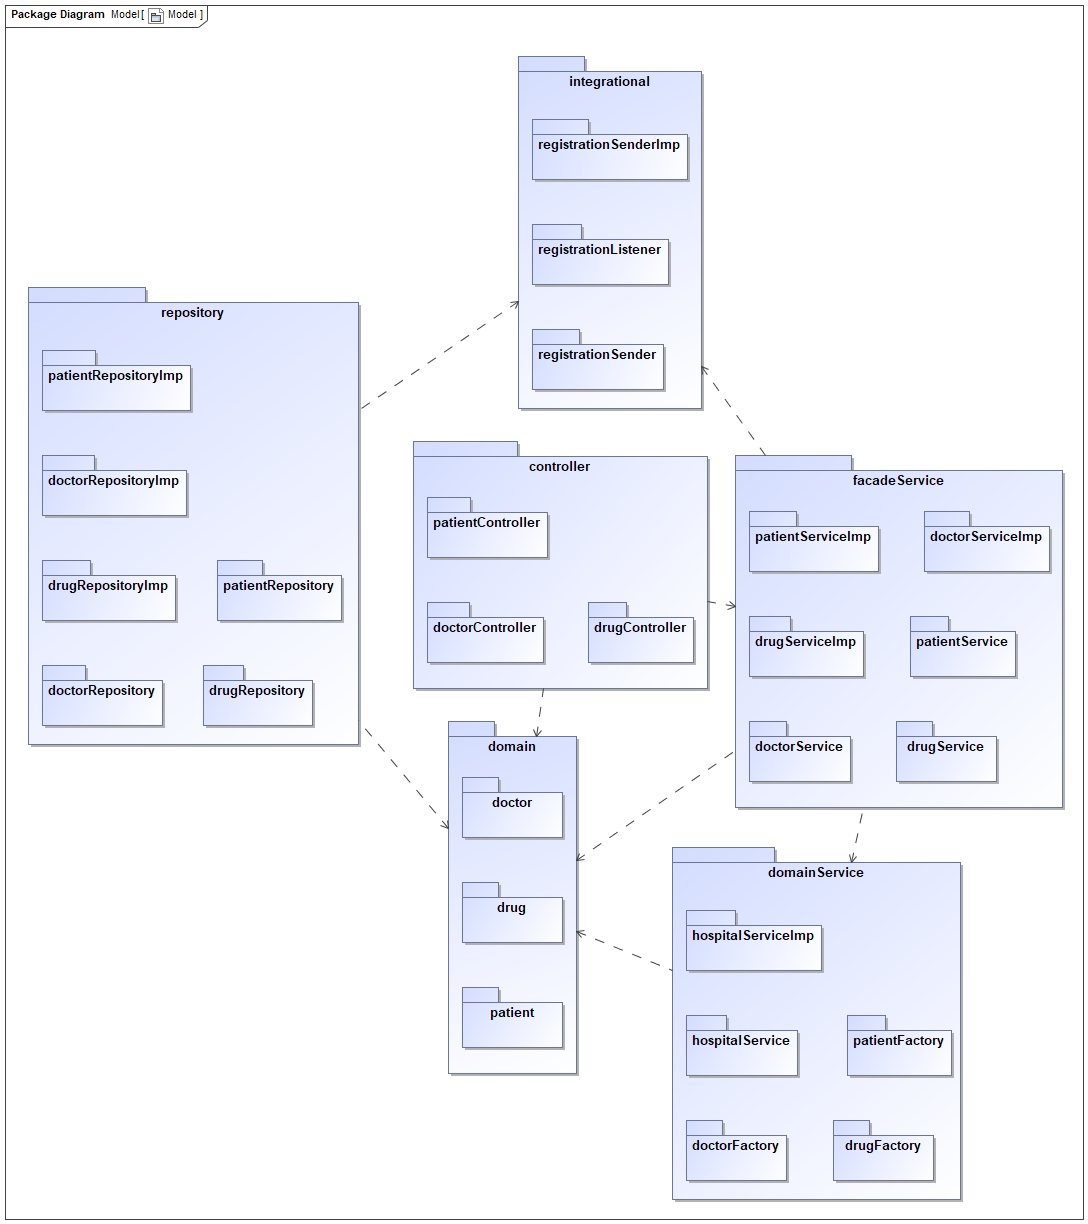 Package Diagram Model [ Model ]
integrational
registrationSenderImp
registrationListener
registrationSender
repository
patientRepositoryImp
doctorRepositoryImp
drugRepositoryImp
patientRepository
doctorRepository
drugRepository
controller
patientController
doctorController
drugController
facadeService
patientServiceImp
doctorServiceImp
drugServiceImp
patientService
doctorService
drugService
domain
doctor
drug
patient
domainService
hospitalServiceImp
hospitalService
patientFactory
doctorFactory
drugFactory